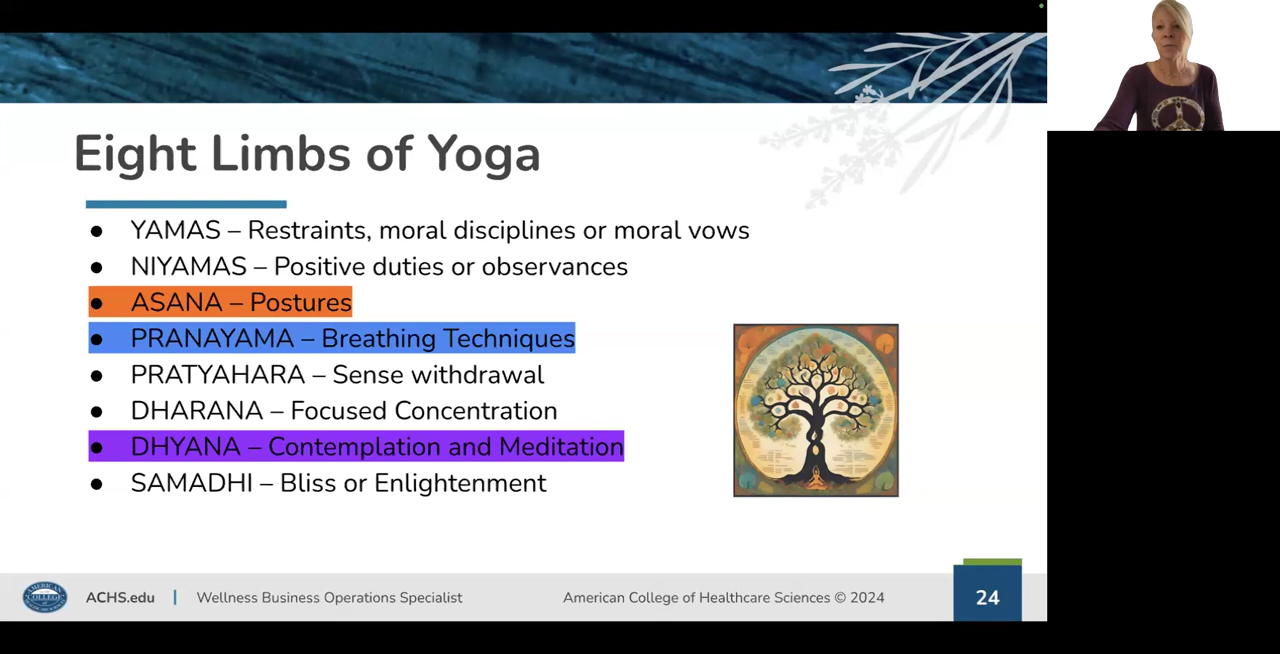 Eight Limbs of Yoga
● YAMAS – Restraints, moral disciplines or moral vows
● NIYAMAS – Positive duties or observances
● ASANA – Postures
● PRANAYAMA – Breathing Techniques
● PRATYAHARA – Sense withdrawal
● DHARANA – Focused Concentration
● DHYANA – Contemplation and Meditation
● SAMADHI – Bliss or Enlightenment
ACHS.edu | Wellness Business Operations Specialist American College of Healthcare Sciences © 2024 24